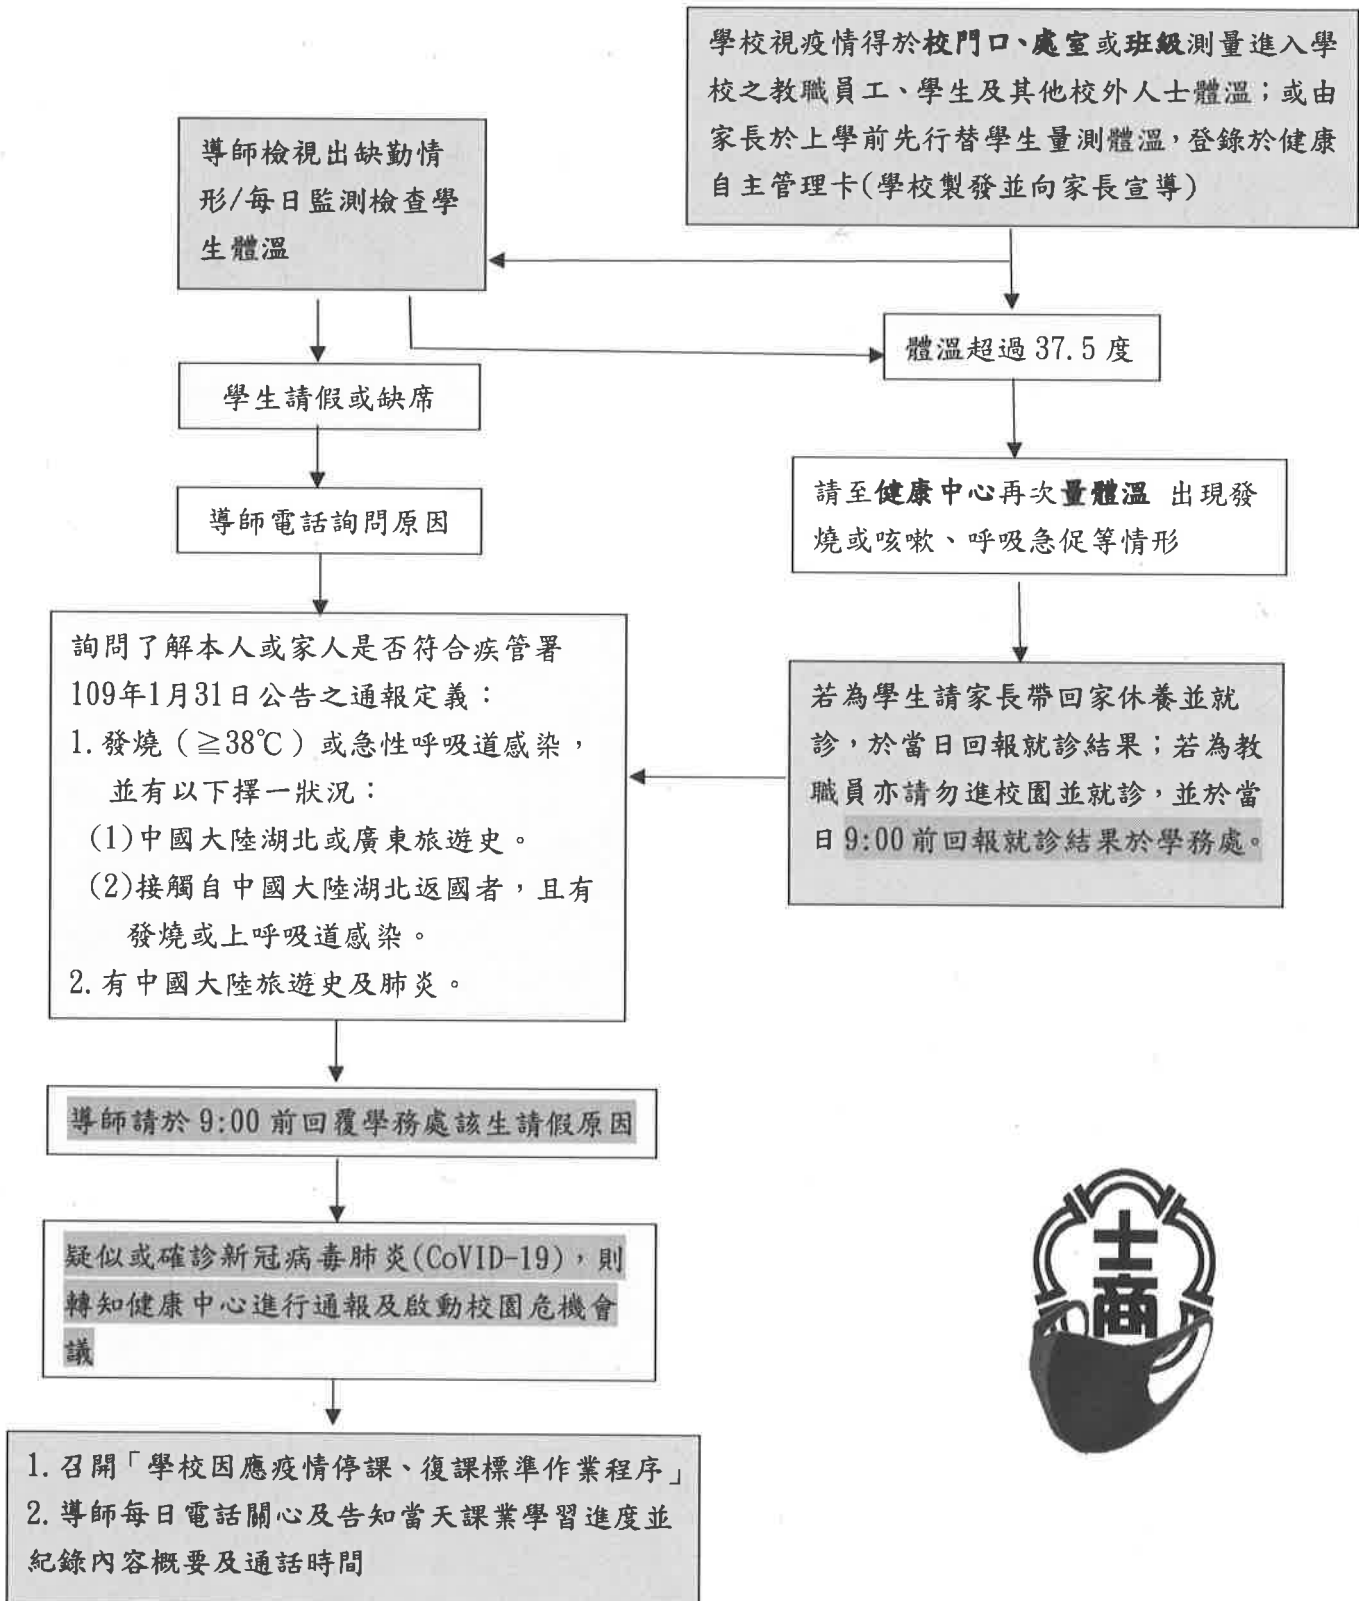 學校視疫情得於校門口、處室或班級測量進入學
校之教職員工、學生及其他校外人士體溫；或由
家長於上學前先行替學生量測體溫，登錄於健康
自主管理卡(學校製發並向家長宣導)
導師檢視出缺勤情
形/每日監測檢查學
生體溫
體溫超過 37.5 度
學生請假或缺席
請至健康中心再次量體溫 出現發
燒或咳嗽、呼吸急促等情形
導師電話詢問原因
詢問了解本人或家人是否符合疾管署
109年1月31日公告之通報定義：
1.發燒（≧38℃）或急性呼吸道感染，
並有以下擇一狀況：
(1)中國大陸湖北或廣東旅遊史。
(2)接觸自中國大陸湖北返國者，且有
發燒或上呼吸道感染。
2.有中國大陸旅遊史及肺炎。
若為學生請家長帶回家休養並就
診，於當日回報就診結果；若為教
職員亦請勿進校園並就診，並於當
日 9:00 前回報就診結果於學務處。
導師請於 9:00 前回覆學務處該生請假原因
疑似或確診新冠病毒肺炎(CoVID-19)，則
轉知健康中心進行通報及啟動校園危機會
議
1.召開「學校因應疫情停課、復課標準作業程序」
2.導師每日電話關心及告知當天課業學習進度並
紀錄內容概要及通話時間
士商